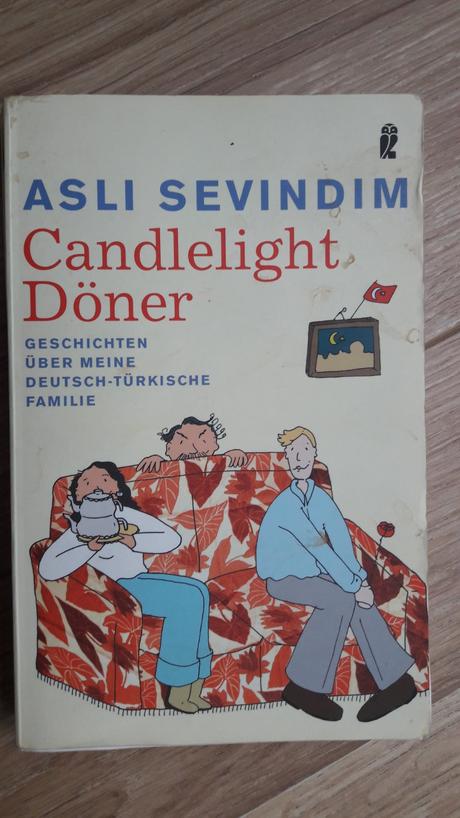 ASLI SEVINDIM
Candlelight
Döner
GESCHICHTEN
ÜBER MEINE
DEUTSCH-TÜRKISCHE
FAMILIE